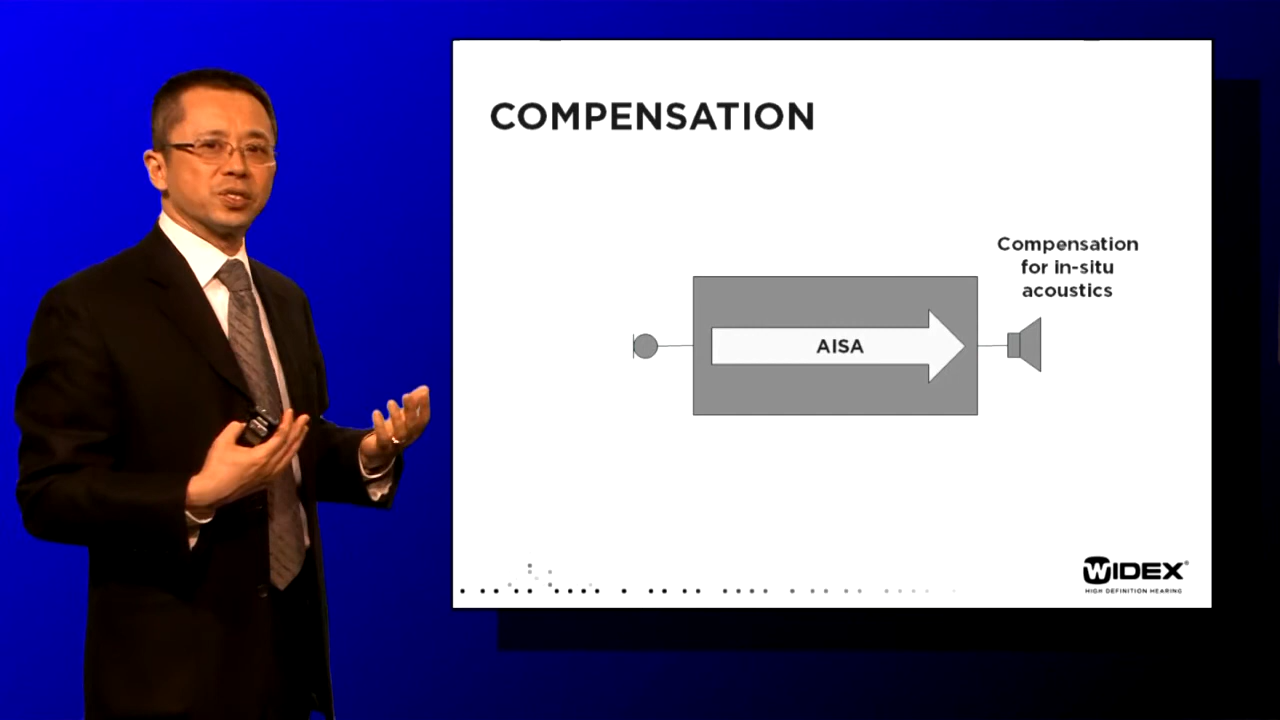 COMPENSATION
Compensation
for in-situ
acoustics
AISA
WIDEX®
HIGH DEFINITION HEARING